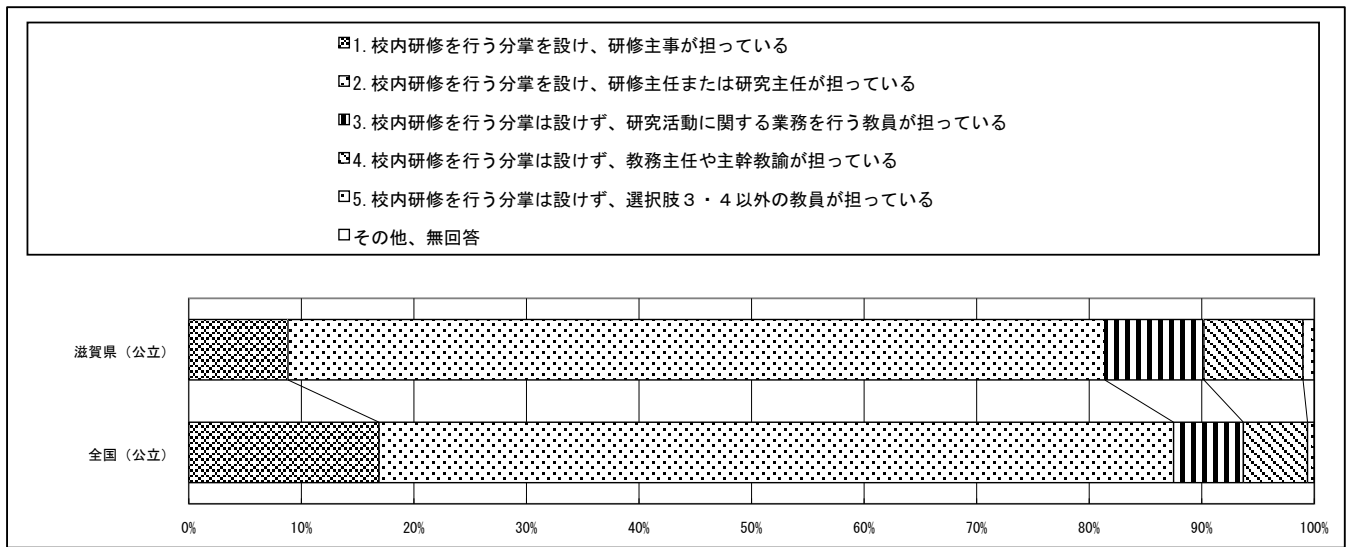 1.校内研修を行う分掌を設け、研修主事が担っている
2.校内研修を行う分掌を設け、研修主任または研究主任が担っている
3.校内研修を行う分掌は設けず、研究活動に関する業務を行う教員が担っている
4.校内研修を行う分掌は設けず、教務主任や主幹教諭が担っている
5.校内研修を行う分掌は設けず、選択肢３・４以外の教員が担っている
その他、無回答
滋賀県（公立）
全国（公立）
0% 10% 20% 30% 40% 50% 60% 70% 80% 90% 100%